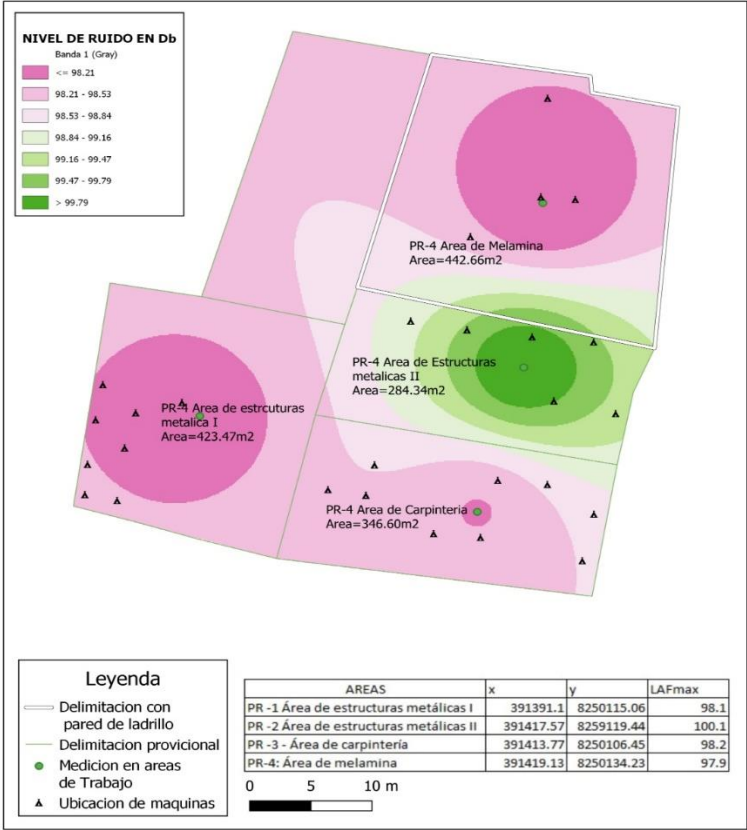 NIVEL DE RUIDO EN Db
Banda 1 (Gray)
<= 98.21
98.21 - 98.53
98.53 - 98.84
98.84 - 99.16
99.16 - 99.47
99.47 - 99.79
> 99.79
PR-4 Area de Melamina
Area=442.66m2
PR-4 Area de Estructuras
metalicas II
Area=284.34m2
PR-4 Area de estrcuturas
metalica I
Area=423.47m2
PR-4 Area de Carpinteria
Area=346.60m2
Leyenda
Delimitacion con
pared de ladrillo
Delimitacion provicional
Medicion en areas
de Trabajo
Ubicacion de maquinas
AREAS x y LAFmax
PR -1 Área de estructuras metálicas I 391391.1 8250115.06 98.1
PR -2 Área de estructuras metálicas II 391417.57 8259119.44 100.1
PR -3 - Área de carpintería 391413.77 8250106.45 98.2
PR-4: Área de melamina 391419.13 8250134.23 97.9
0 5 10 m